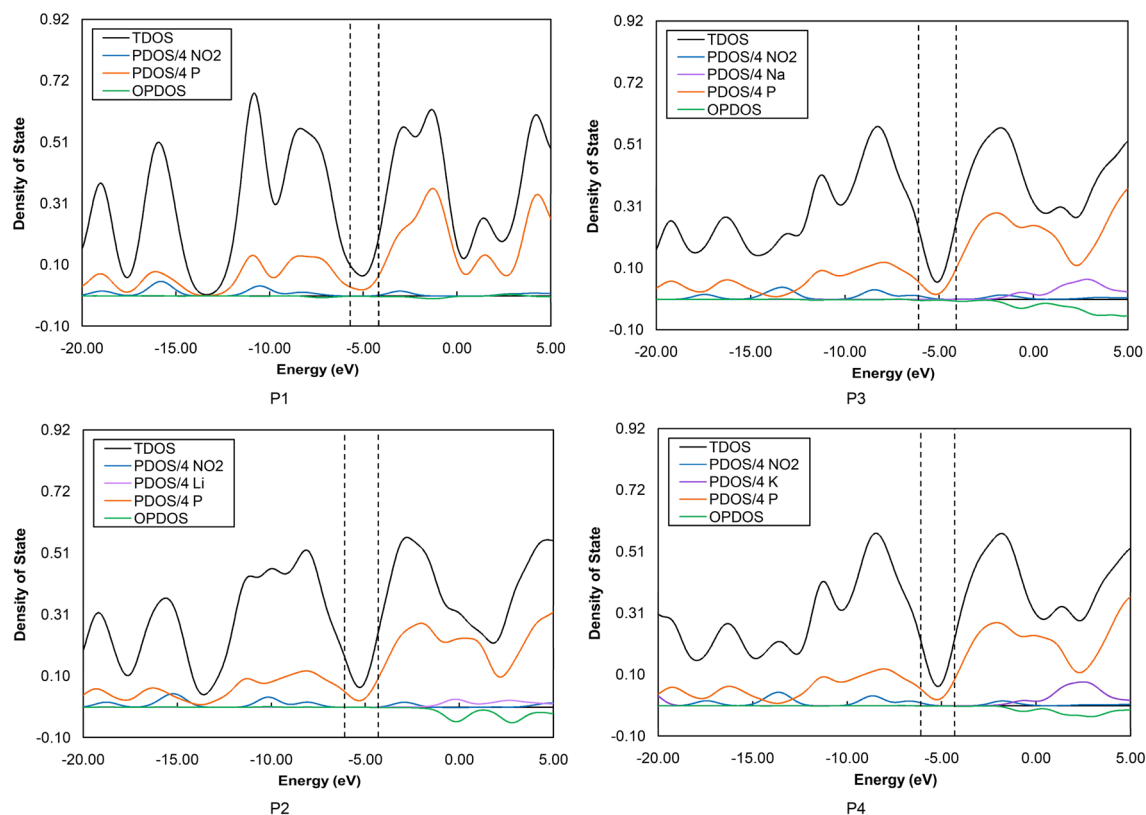 0.92
0.72
0.51
0.31
0.10
-0.10
Density of State
TDOS
PDOS/4 NO2
PDOS/4 P
OPDOS
-20.00 -15.00 -10.00 -5.00 0.00 5.00
Energy (eV)
P1
0.92
0.72
0.51
0.31
0.10
-0.10
Density of State
TDOS
PDOS/4 NO2
PDOS/4 Na
PDOS/4 P
OPDOS
-20.00 -15.00 -10.00 -5.00 0.00 5.00
Energy (eV)
P3
0.92
0.72
0.51
0.31
0.10
-0.10
Density of State
TDOS
PDOS/4 NO2
PDOS/4 Li
PDOS/4 P
OPDOS
-20.00 -15.00 -10.00 -5.00 0.00 5.00
Energy (eV)
P2
0.92
0.72
0.51
0.31
0.10
-0.10
Density of State
TDOS
PDOS/4 NO2
PDOS/4 K
PDOS/4 P
OPDOS
-20.00 -15.00 -10.00 -5.00 0.00 5.00
Energy (eV)
P4